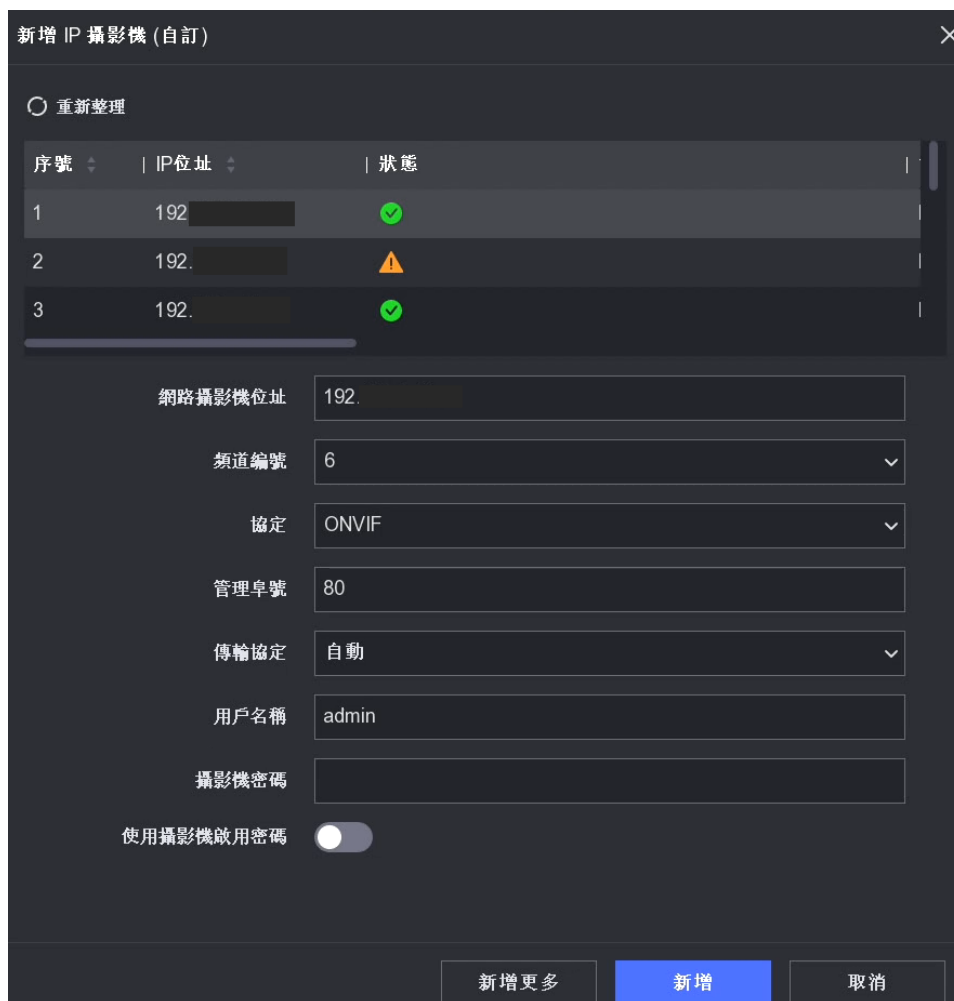 新增 IP 攝影機 (自訂)
重新整理
序號 | IP位址 | 狀態 |
1 192
2 192.
3 192.
網路攝影機位址 192.
頻道編號 6
協定 ONVIF
管理阜號 80
傳輸協定 自動
用戶名稱 admin
攝影機密碼
使用攝影機啟用密碼
新增更多 新增 取消